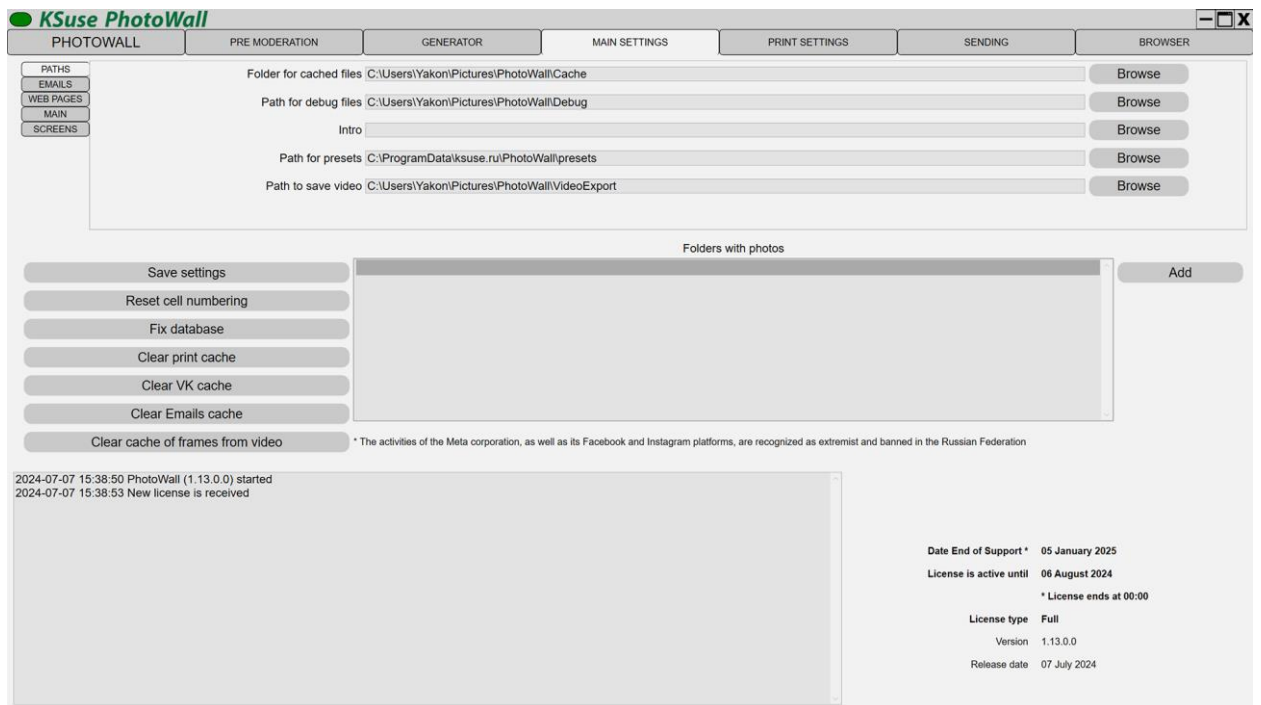 KSuse PhotoWall
PHOTOWALL PRE MODERATION GENERATOR MAIN SETTINGS PRINT SETTINGS SENDING BROWSER
PATHS
EMAILS
WEB PAGES
MAIN
SCREENS
Folder for cached files C:\Users\Yakon\Pictures\PhotoWall\Cache Browse
Path for debug files C:\Users\Yakon\Pictures\PhotoWall\Debug Browse
Intro Browse
Path for presets C:\ProgramData\ksuse.ru\PhotoWall\presets Browse
Path to save video C:\Users\Yakon\Pictures\PhotoWall\VideoExport Browse
Folders with photos
Save settings Add
Reset cell numbering
Fix database
Clear print cache
Clear VK cache
Clear Emails cache
Clear cache of frames from video * The activities of the Meta corporation, as well as its Facebook and Instagram platforms, are recognized as extremist and banned in the Russian Federation
2024-07-07 15:38:50 PhotoWall (1.13.0.0) started
2024-07-07 15:38:53 New license is received
Date End of Support * 05 January 2025
License is active until 06 August 2024
* License ends at 00:00
License type Full
Version 1.13.0.0
Release date 07 July 2024